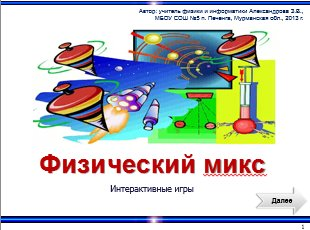 Автор: учитель физики и информатики Александрова З.В.,
МБОУ СОШ №5 п. Печенга, Мурманская обл., 2013 г.
Физический микс
Интерактивные игры
Далее
1